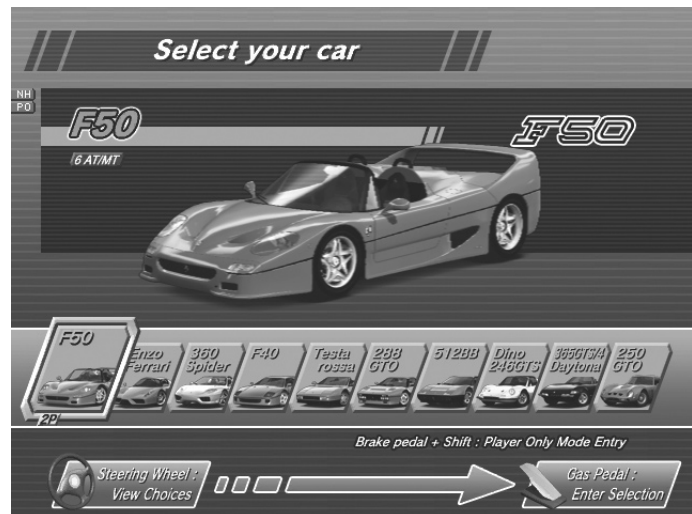 Select your car
NH
PO
F50
F50
6 AT/MT
F50
Enzo Ferrari
360 Spider
F40
Testa rossa
288 GTO
512BB
Dino 246GTS
365GTS/4 Daytona
250 GTO
2P
Brake pedal + Shift : Player Only Mode Entry
Steering Wheel :
View Choices
Gas Pedal :
Enter Selection